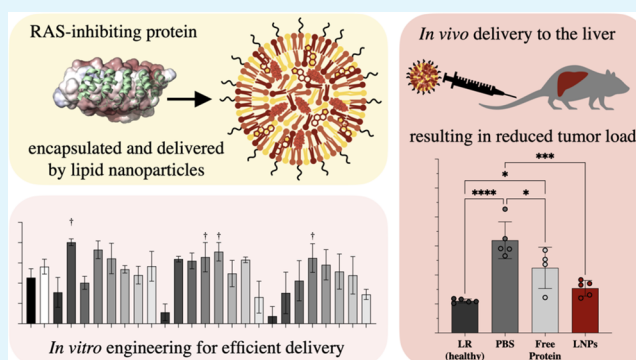 RAS-inhibiting protein
encapsulated and delivered
by lipid nanoparticles
†
†
†
†
In vitro engineering for efficient delivery
In vivo delivery to the liver
resulting in reduced tumor load
***
*
****
*
LR
(healthy)
PBS
Free
Protein
LNPs